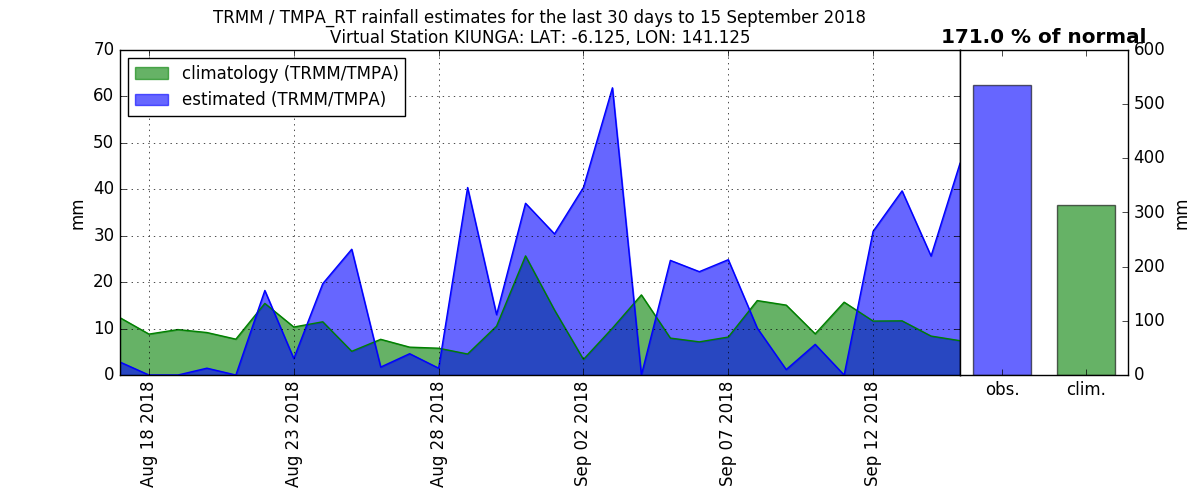 TRMM / TMPA_RT rainfall estimates for the last 30 days to 15 September 2018
Virtual Station KIUNGA: LAT: -6.125, LON: 141.125
171.0 % of normal
climatology (TRMM/TMPA)
estimated (TRMM/TMPA)
70
60
50
40
30
20
10
0
mm
Aug 18 2018
Aug 23 2018
Aug 28 2018
Sep 02 2018
Sep 07 2018
Sep 12 2018
600
500
400
300
200
100
0
mm
obs.
clim.